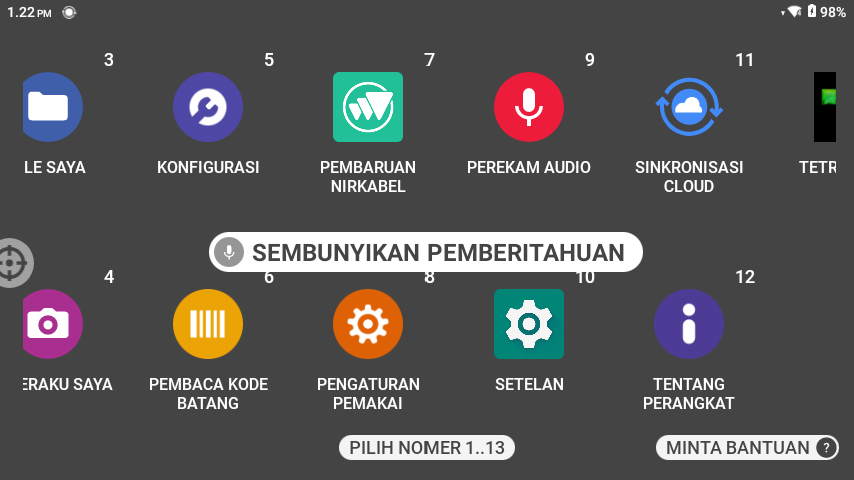 1.22 PM
98%
3
5
7
9
11
LE SAYA
KONFIGURASI
PEMBARUAN
NIRKABEL
PEREKAM AUDIO
SINKRONISASI
CLOUD
TETR
SEMBUNYIKAN PEMBERITAHUAN
4
6
8
10
12
ERAKU SAYA
PEMBACA KODE
BATANG
PENGATURAN
PEMAKAI
SETELAN
TENTANG
PERANGKAT
PILIH NOMER 1..13
MINTA BANTUAN ?